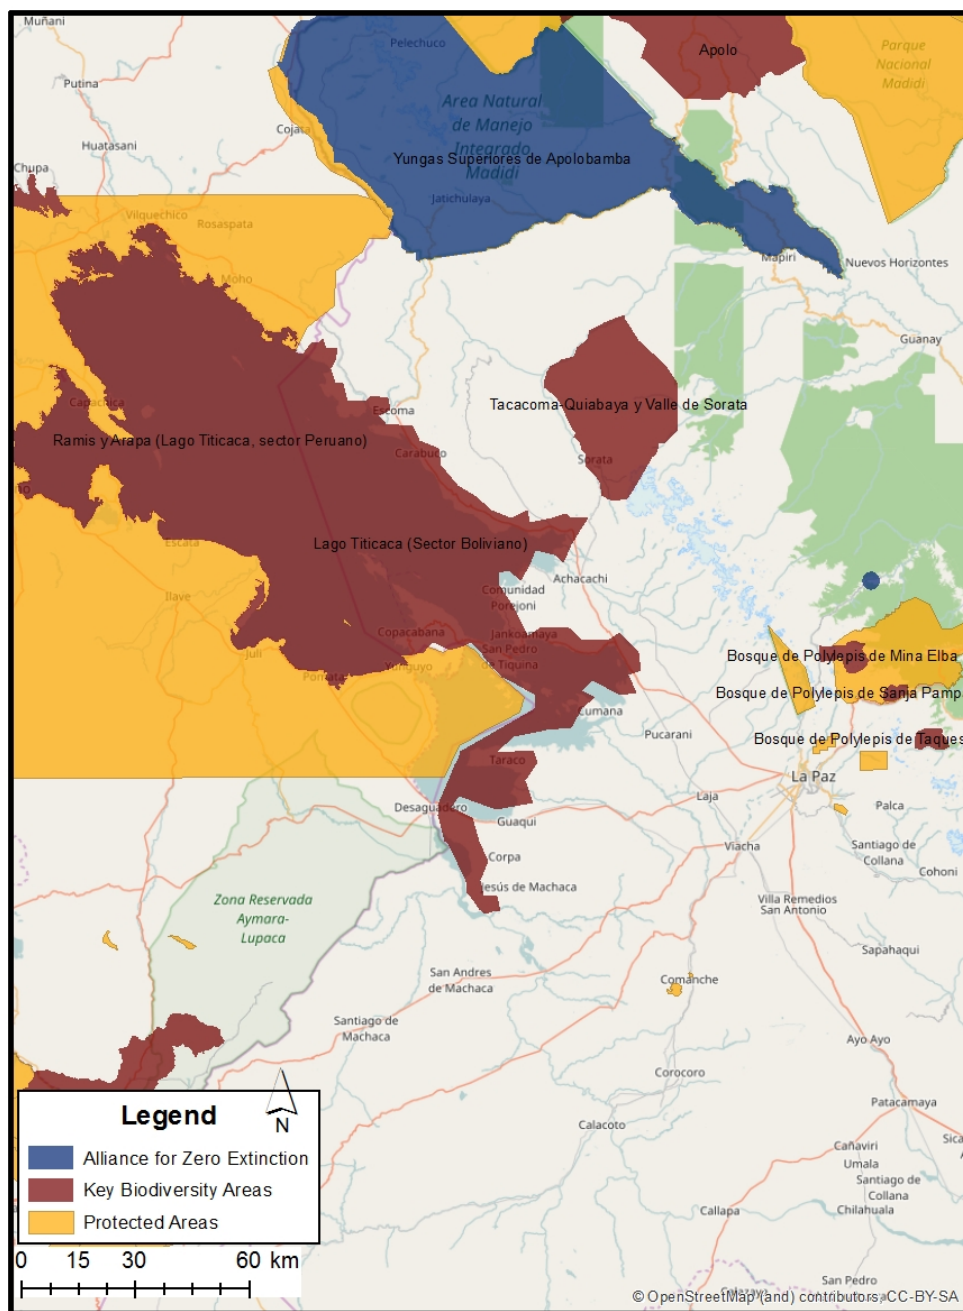 Muñani
Pelechuco
Apolo
Parque
Nacional
Madidi
Putina
Area Natural
de Manejo
Integrado
Madidi
Cojata
Huatasani
Yungas Superiores de Apolobamba
Chupa
Jatichulaya
Vilquechico
Rosaspata
Mapiri
Nuevos Horizontes
Moho
Guanay
Capachica
Escoma
Tacacoma-Quiabaya y Valle de Sorata
Ramis y Arapa (Lago Titicaca, sector Peruano)
Carabuco
Sorata
Lago Titicaca (Sector Boliviano)
Achacachi
Ilave
Comunidad
Porejoni
Copacabana
Jankoamaya
San Pedro
de Tiquina
Juli
Yunguyo
Pomata
Bosque de Polylepis de Mina Elba
Bosque de Polylepis de Sanja Pampa
Cumana
Pucarani
Bosque de Polylepis de Taques
Taraco
La Paz
Desaguadero
Laja
Palca
Guaqui
Viacha
Santiago de
Collana
Corpa
Cohoni
Jesús de Machaca
Zona Reservada
Aymara-
Lupaca
Villa Remedios
San Antonio
Sapahaqui
San Andres
de Machaca
Comanche
Santiago de
Machaca
Ayo Ayo
Corocoro
Patacamaya
Calacoto
Cañaviri
Umala
Santiago de
Collana
Chilahuala
Callapa
San Pedro
Legend
N
Alliance for Zero Extinction
Key Biodiversity Areas
Protected Areas
0 15 30 60 km
© OpenStreetMap (and) contributors, CC-BY-SA